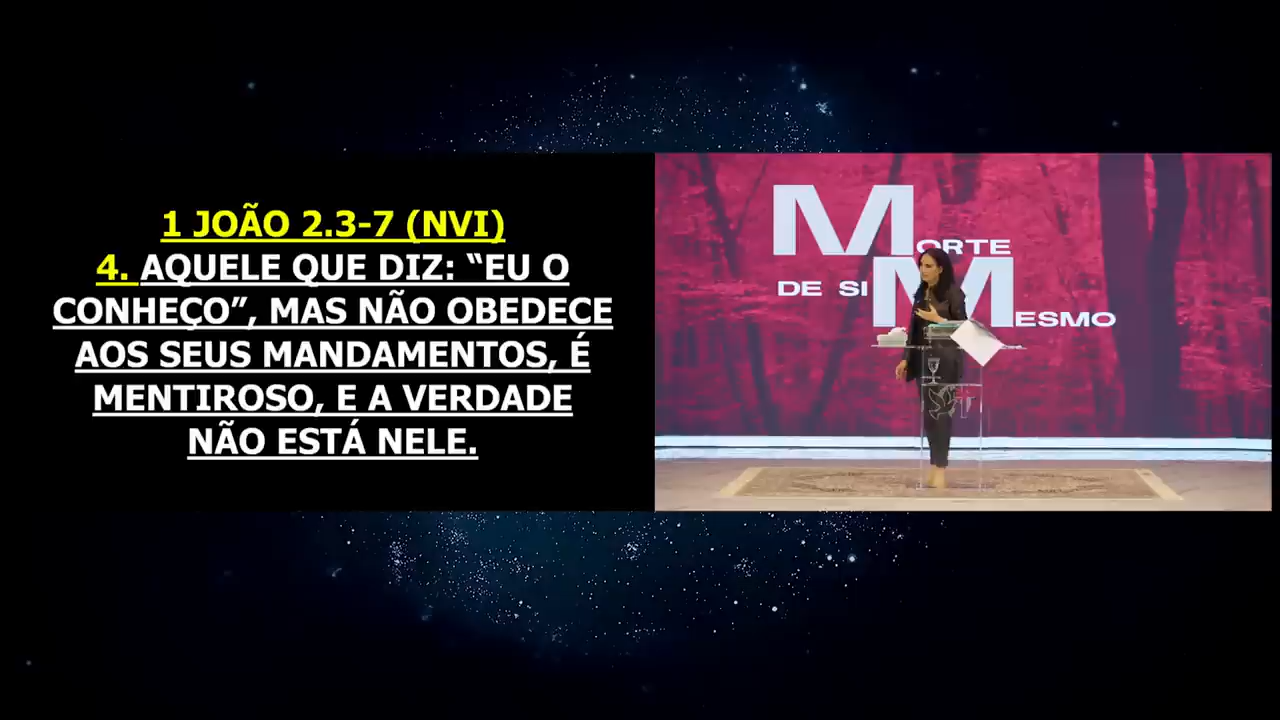 1 JOÃO 2.3-7 (NVI)
4. AQUELE QUE DIZ: “EU O
CONHEÇO”, MAS NÃO OBEDECE
AOS SEUS MANDAMENTOS, É
MENTIROSO, E A VERDADE
NÃO ESTÁ NELE.
MORTE
DE SI MESMO